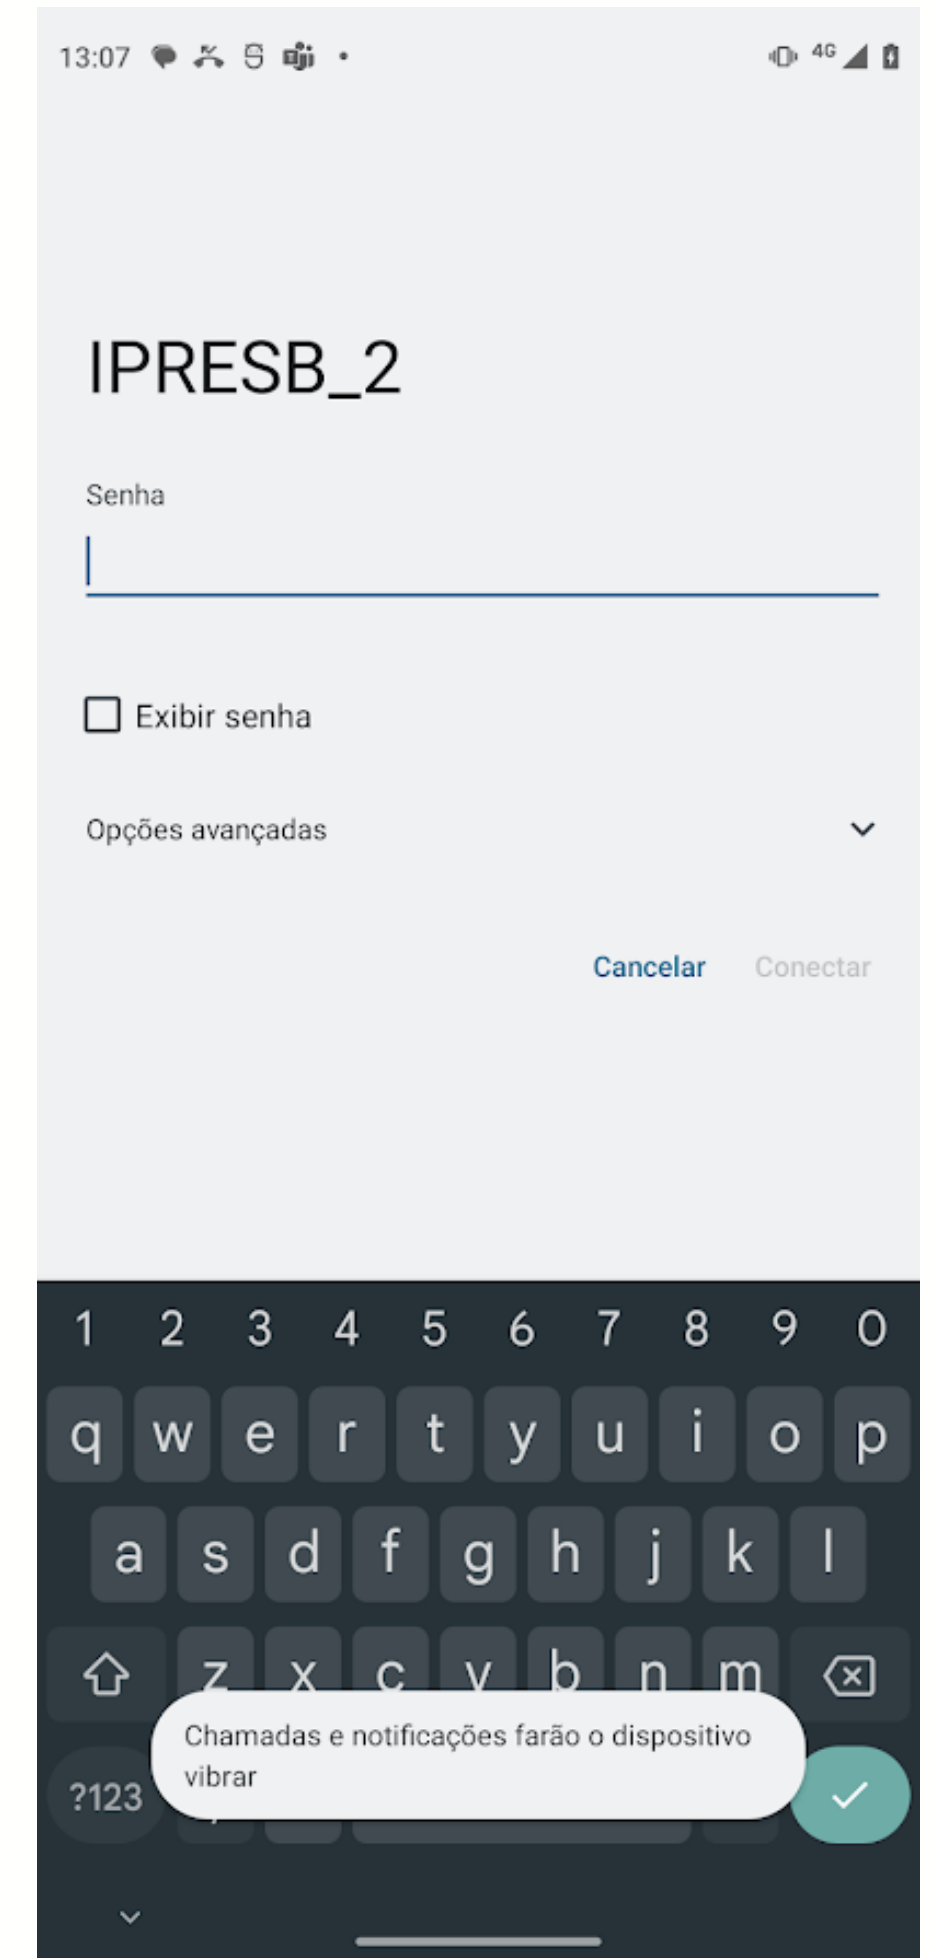 13:07
4G
IPRESB_2
Senha
Exibir senha
Opções avançadas
Cancelar Conectar
1 2 3 4 5 6 7 8 9 0
q w e r t y u i o p
a s d f g h j k l
z x c v b n m
Chamadas e notificações farão o dispositivo
vibrar
?123